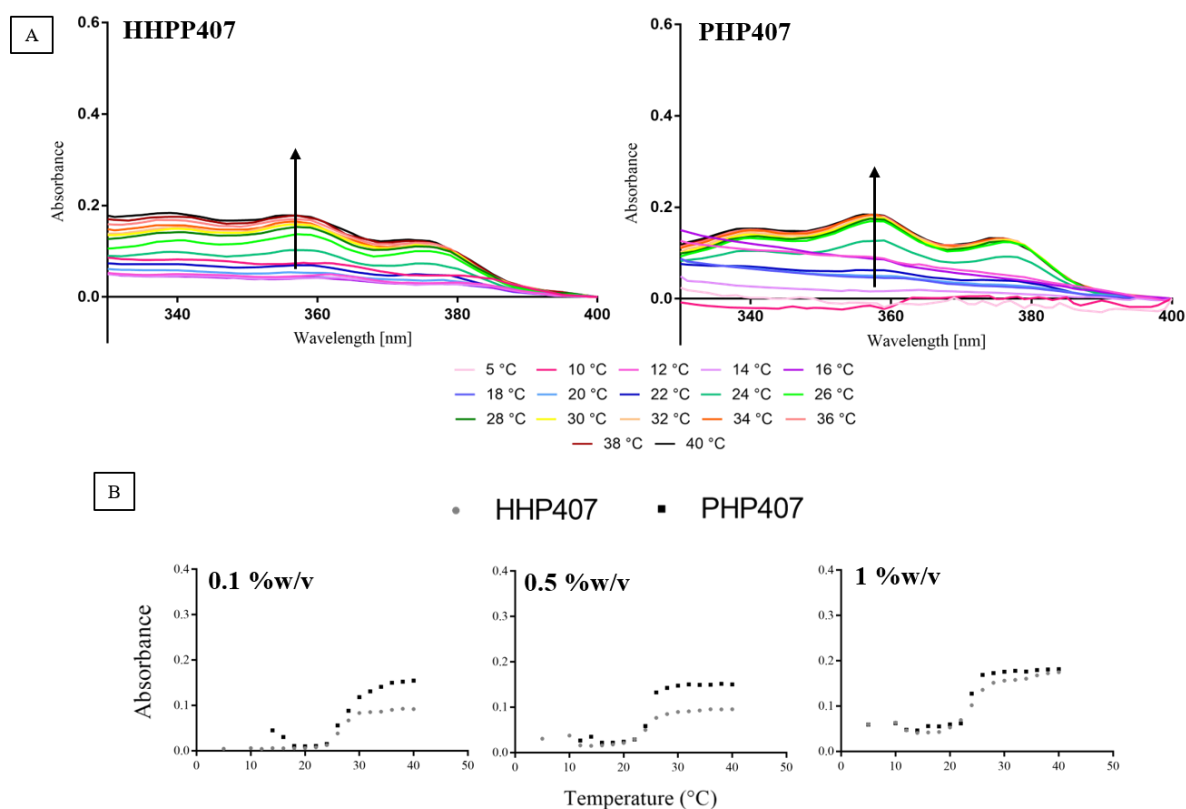 A
HHPP407
PHP407
0.6
0.4
0.2
0.0
Absorbance
340 360 380 400
Wavelength [nm]
0.6
0.4
0.2
0.0
Absorbance
340 360 380 400
Wavelength [nm]
5 °C 10 °C 12 °C 14 °C 16 °C
18 °C 20 °C 22 °C 24 °C 26 °C
28 °C 30 °C 32 °C 34 °C 36 °C
38 °C 40 °C
B
HHP407 PHP407
Absorbance
0.1 %w/v
0.4
0.3
0.2
0.1
0.0
0 10 20 30 40 50
0.5 %w/v
0.4
0.3
0.2
0.1
0.0
0 10 20 30 40 50
1 %w/v
0.4
0.3
0.2
0.1
0.0
0 10 20 30 40 50
Temperature (°C)